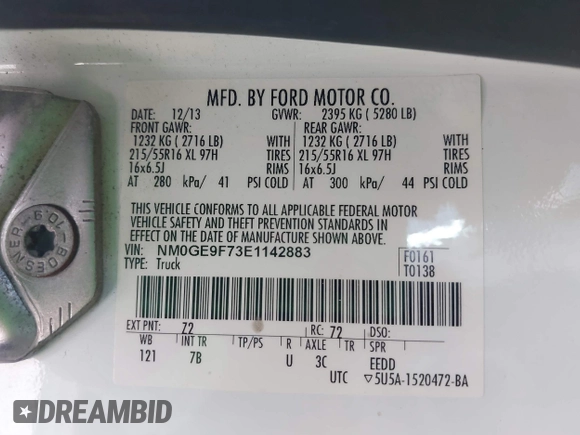 MFD. BY FORD MOTOR CO.
DATE: 12/13 GVWR: 2395 KG ( 5280 LB)
FRONT GAWR: REAR GAWR:
1232 KG ( 2716 LB) WITH 1232 KG ( 2716 LB) WITH
215/55R16 XL 97H TIRES 215/55R16 XL 97H TIRES
16x6.5J RIMS 16x6.5J RIMS
AT 280 kPa/ 41 PSI COLD AT 300 kPa/ 44 PSI COLD
THIS VEHICLE CONFORMS TO ALL APPLICABLE FEDERAL MOTOR
VEHICLE SAFETY AND THEFT PREVENTION STANDARDS IN
EFFECT ON THE DATE OF MANUFACTURE SHOWN ABOVE.
VIN: NM0GE9F73E1142883
TYPE: Truck
F0161
T0138
EXT PNT: Z2 RC: 72 DSO:
WB INT TR TP/PS R AXLE TR SPR
121 7B U 3C EEDD
UTC ▽5U5A-1520472-BA
BOESNER-10.9
DREAMBID